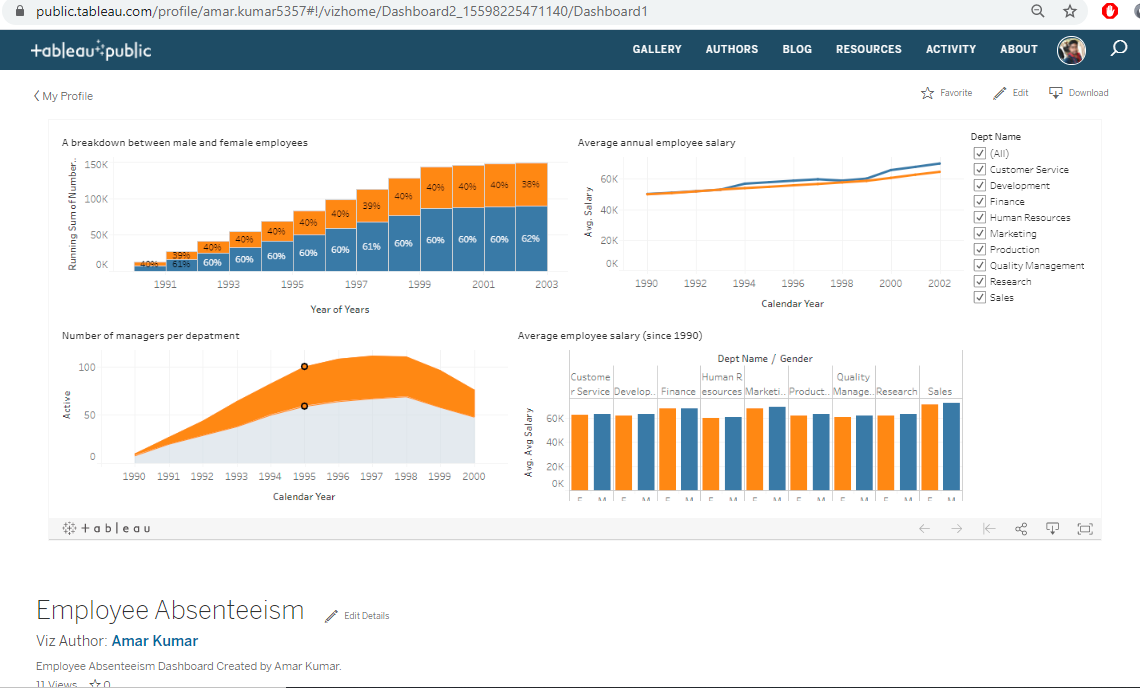 public.tableau.com/profile/amar.kumar5357#!/vizhome/Dashboard2_15598225471140/Dashboard1
+ableau public GALLERY AUTHORS BLOG RESOURCES ACTIVITY ABOUT
My Profile
Favorite Edit Download
A breakdown between male and female employees
Running Sum of Number..
150K
100K
50K
0K
40% 39% 40% 40% 40% 40% 40% 39% 40% 40% 40% 40% 38%
61% 60% 60% 60% 60% 60% 61% 60% 60% 60% 60% 62%
1991 1993 1995 1997 1999 2001 2003
Year of Years
Average annual employee salary
Avg. Salary
60K
40K
20K
0K
1990 1992 1994 1996 1998 2000 2002
Calendar Year
Dept Name
(All)
Customer Service
Development
Finance
Human Resources
Marketing
Production
Quality Management
Research
Sales
Number of managers per depatment
Active
100
50
0
1990 1991 1992 1993 1994 1995 1996 1997 1998 1999 2000
Calendar Year
Average employee salary (since 1990)
Dept Name / Gender
Custome Human R Quality
r Service Develop.. Finance esources Marketi.. Product.. Manage.. Research Sales
Avg. Avg Salary
60K
40K
20K
0K
F M F M F M F M F M F M F M F M F M
+ a b l e a u
Employee Absenteeism Edit Details
Viz Author: Amar Kumar
Employee Absenteeism Dashboard Created by Amar Kumar.
11 Views 0